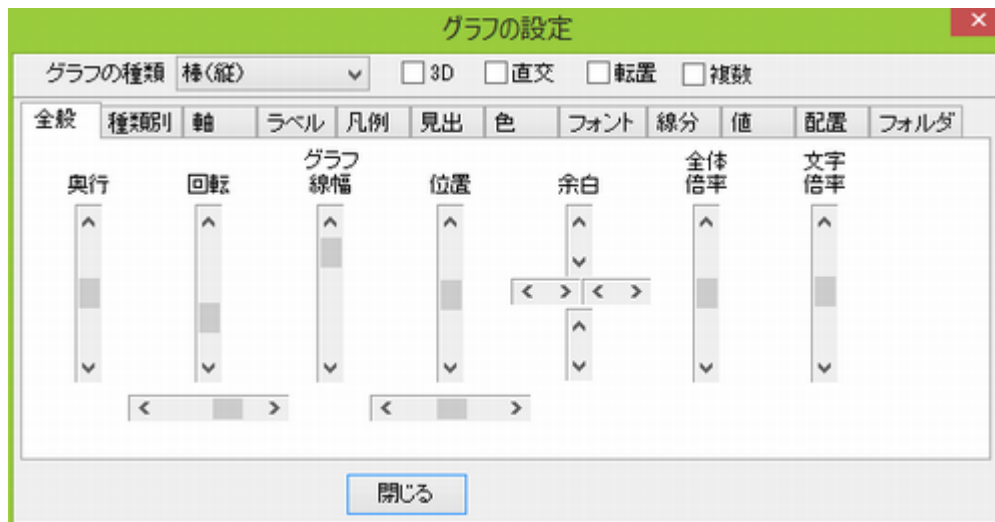 グラフの設定
グラフの種類 棒(縦) 3D 直交 転置 複数
全般 種類別 軸 ラベル 凡例 見出 色 フォント 線分 値 配置 フォルダ
奥行 回転 グラフ線幅 位置 余白 全体倍率 文字倍率
閉じる